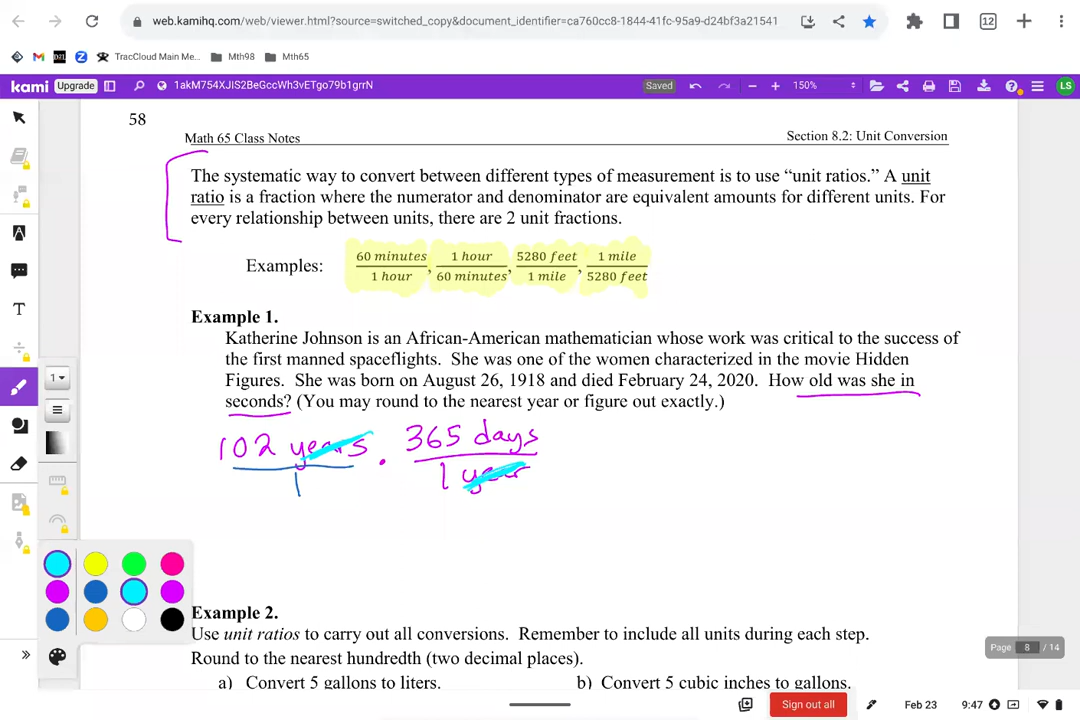 web.kamihq.com/web/viewer.html?source=switched_copy&document_identifier=ca760cc8-1844-41fc-95a9-d24bf3a21541
12
TracCloud Main Me...
Mth98
Mth65
kami
Upgrade
1akM754XJIS2BeGccWh3vETgo79b1grrN
Saved
150%
LS
58
Math 65 Class Notes
Section 8.2: Unit Conversion
The systematic way to convert between different types of measurement is to use “unit ratios.” A unit
ratio is a fraction where the numerator and denominator are equivalent amounts for different units. For
every relationship between units, there are 2 unit fractions.
Examples: 60 minutes/1 hour, 1 hour/60 minutes, 5280 feet/1 mile, 1 mile/5280 feet
Example 1.
Katherine Johnson is an African-American mathematician whose work was critical to the success of
the first manned spaceflights. She was one of the women characterized in the movie Hidden
Figures. She was born on August 26, 1918 and died February 24, 2020. How old was she in
seconds? (You may round to the nearest year or figure out exactly.)
102 years/1 · 365 days/1 year
1
Example 2.
Use unit ratios to carry out all conversions. Remember to include all units during each step.
Round to the nearest hundredth (two decimal places).
a) Convert 5 gallons to liters.
b) Convert 5 cubic inches to gallons.
Page 8 / 14
Sign out all
Feb 23
9:47